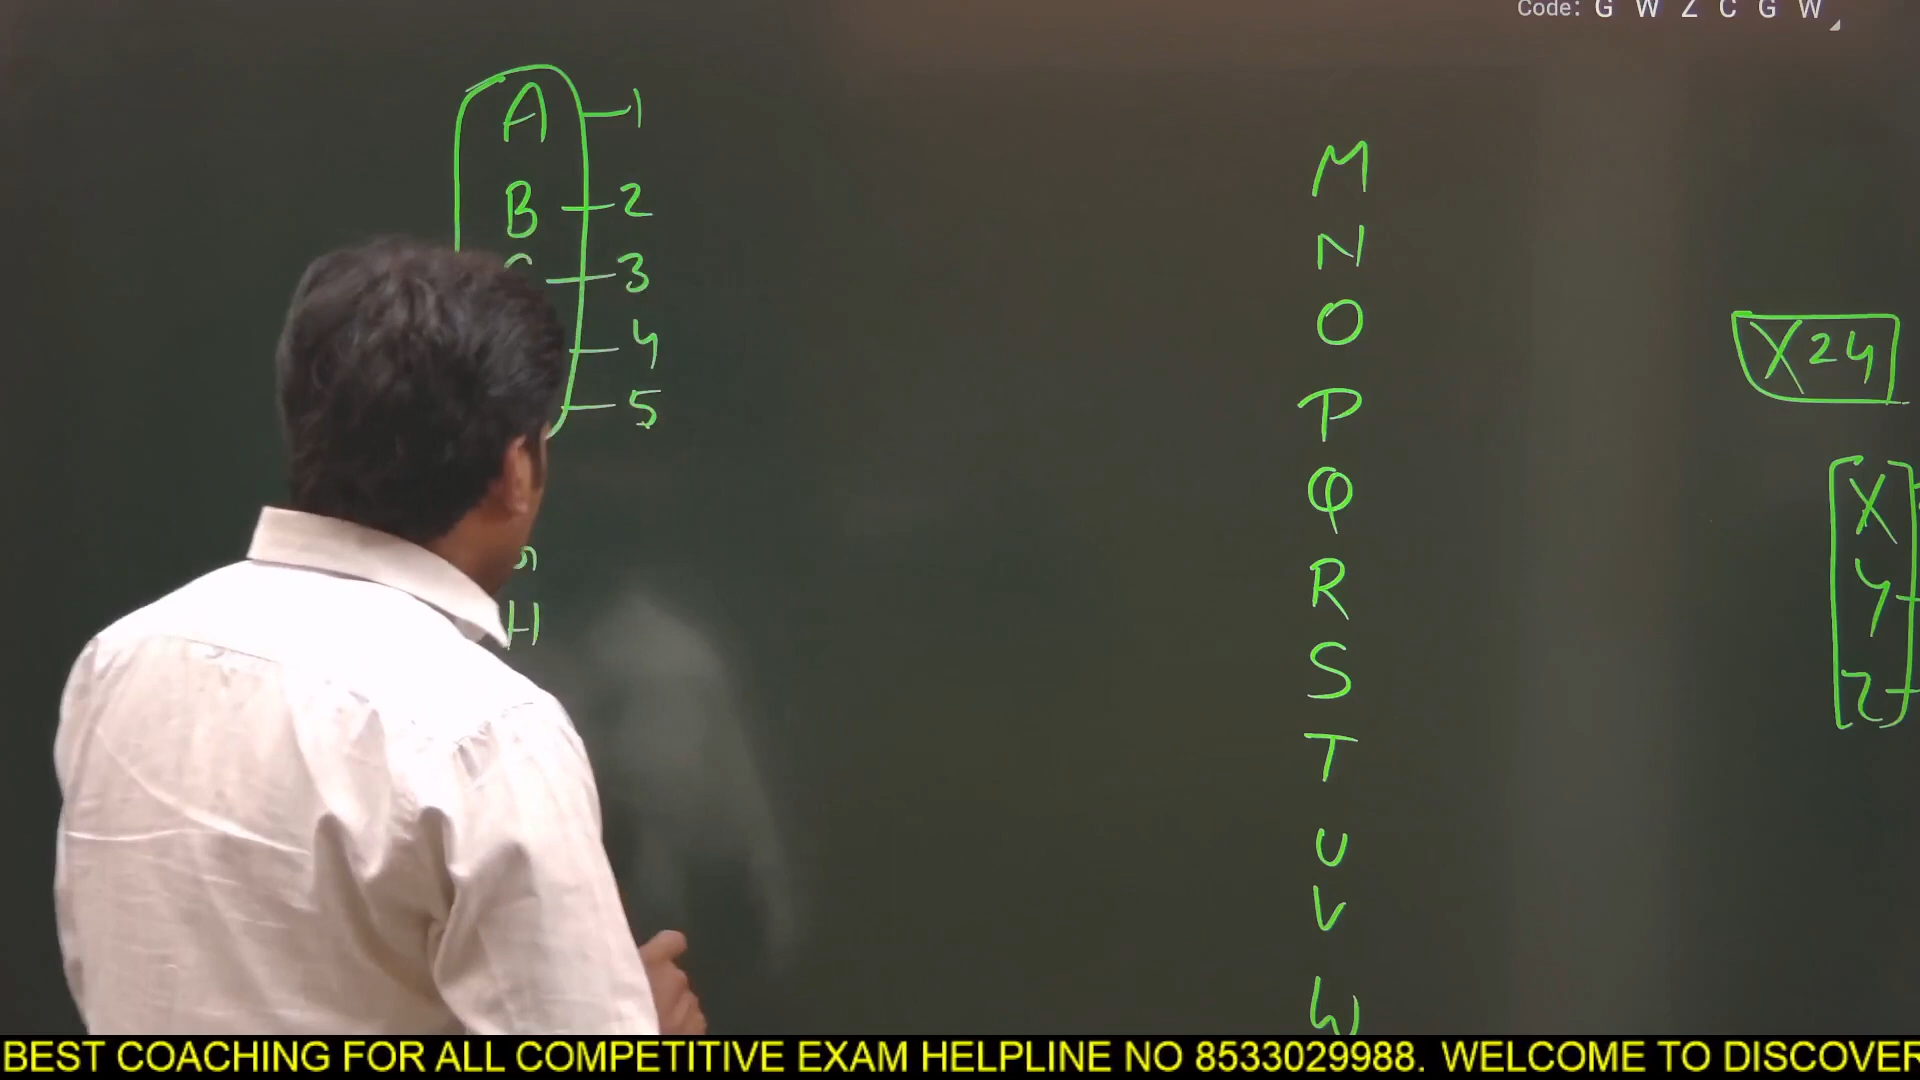 Code: G W Z C G W
A 1
B 2
3
4
5
H
M
N
O
P
Q
R
S
T
U
V
W
X24
X
Y
Z
BEST COACHING FOR ALL COMPETITIVE EXAM HELPLINE NO 8533029988. WELCOME TO DISCOVER